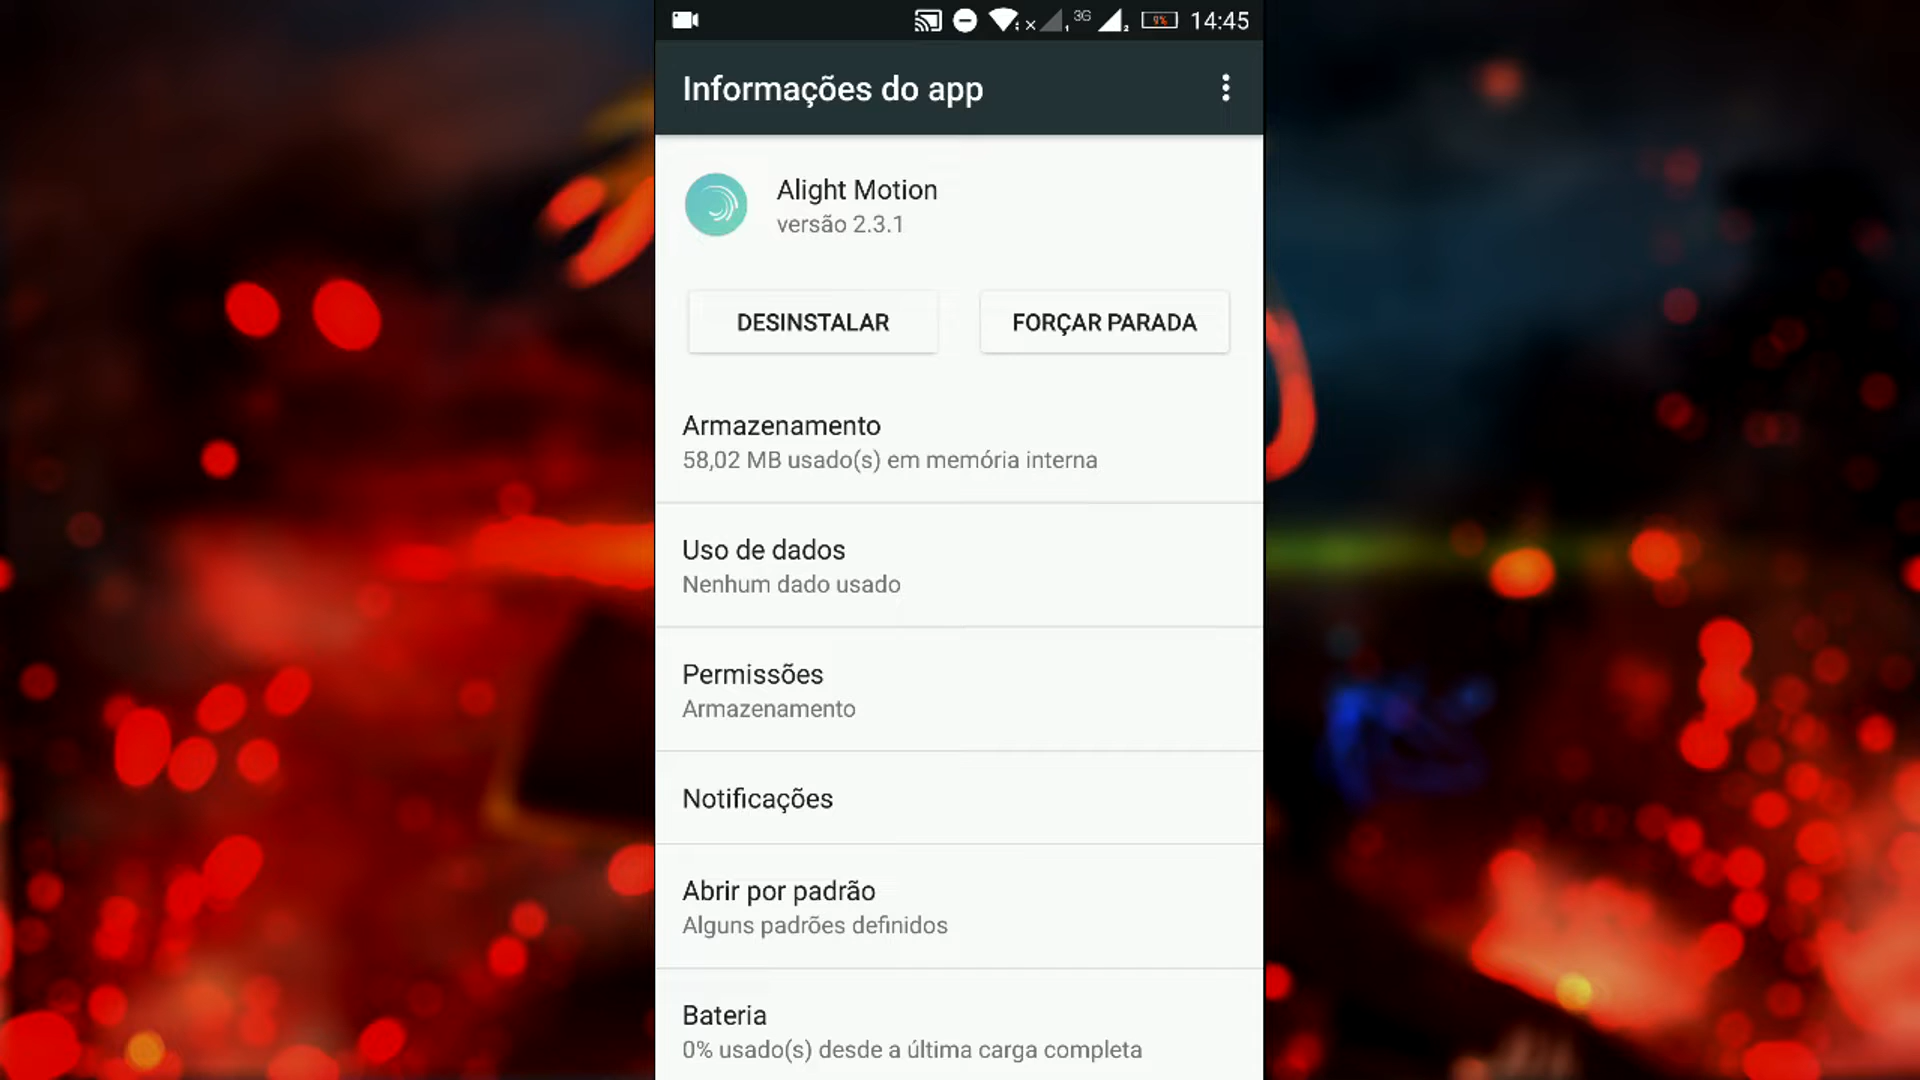 3G
9%
14:45
Informações do app
Alight Motion
versão 2.3.1
DESINSTALAR
FORÇAR PARADA
Armazenamento
58,02 MB usado(s) em memória interna
Uso de dados
Nenhum dado usado
Permissões
Armazenamento
Notificações
Abrir por padrão
Alguns padrões definidos
Bateria
0% usado(s) desde a última carga completa